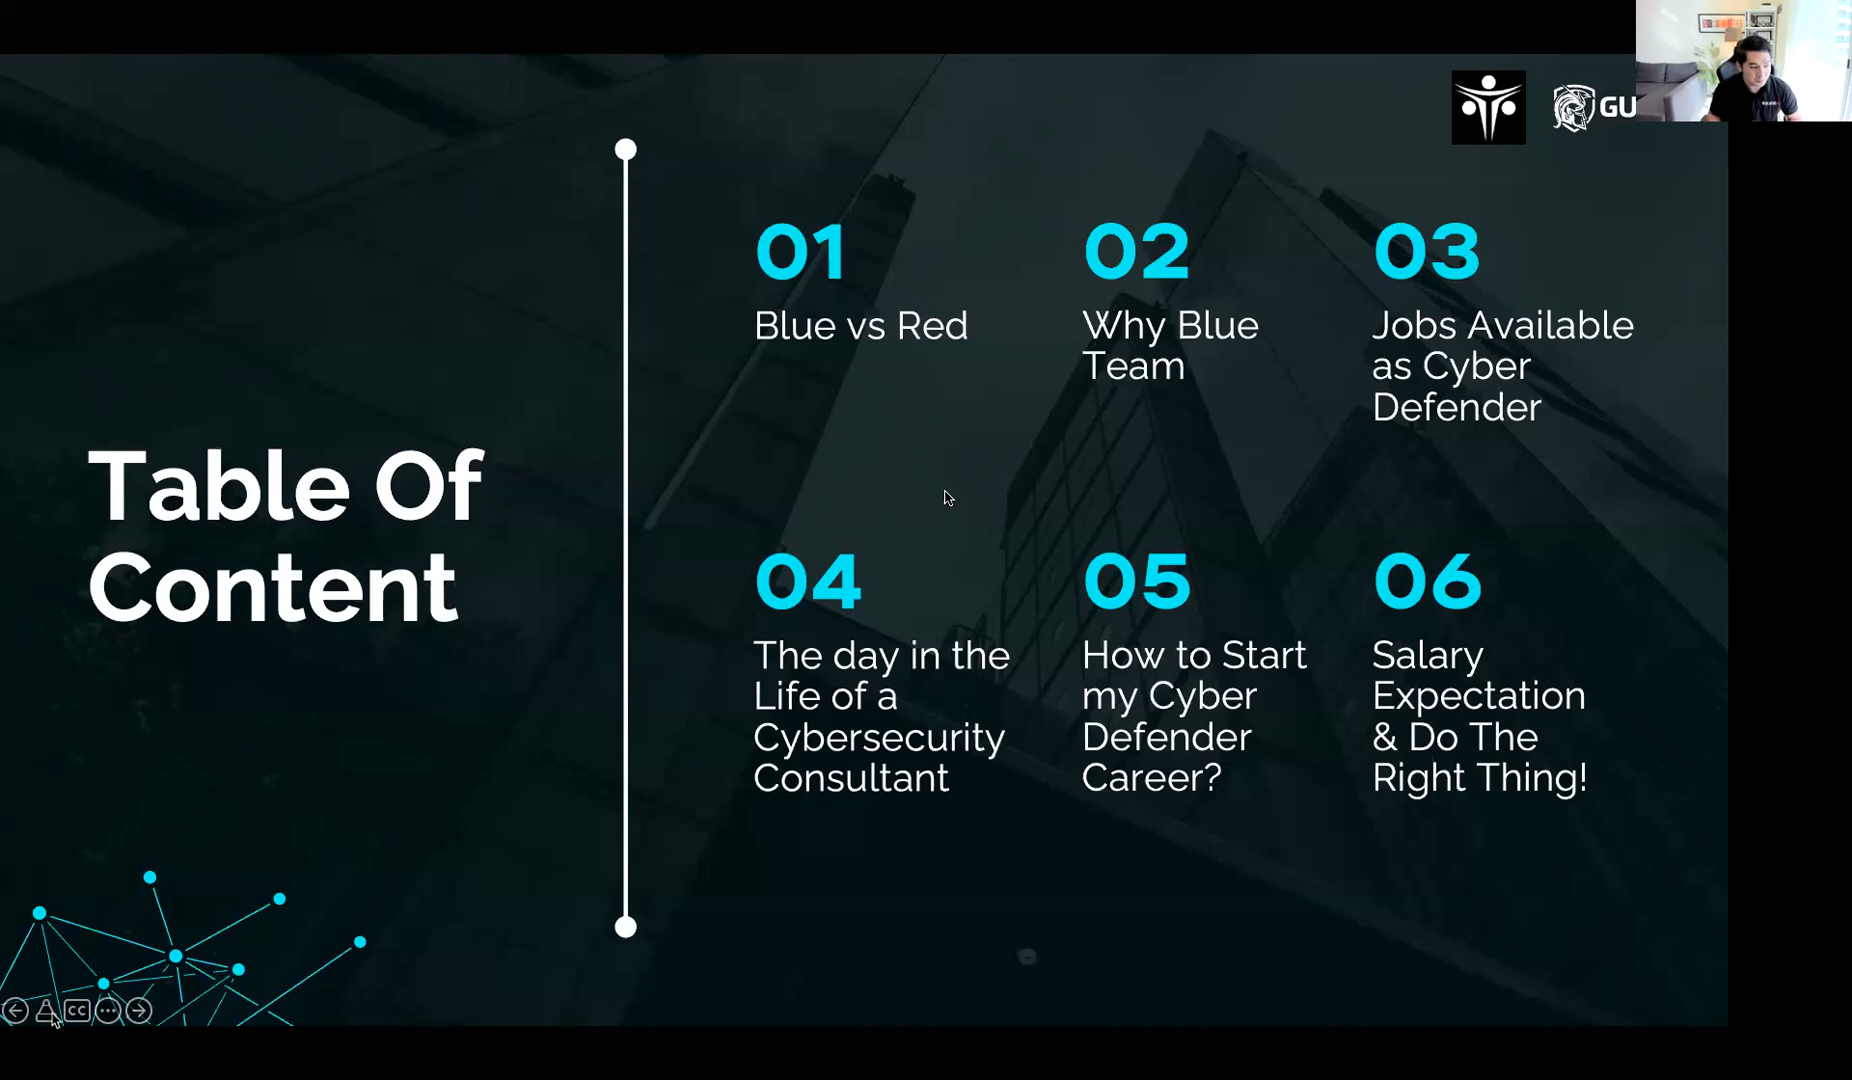 GU
Table Of
Content
01
Blue vs Red
02
Why Blue
Team
03
Jobs Available
as Cyber
Defender
04
The day in the
Life of a
Cybersecurity
Consultant
05
How to Start
my Cyber
Defender
Career?
06
Salary
Expectation
& Do The
Right Thing!
CC